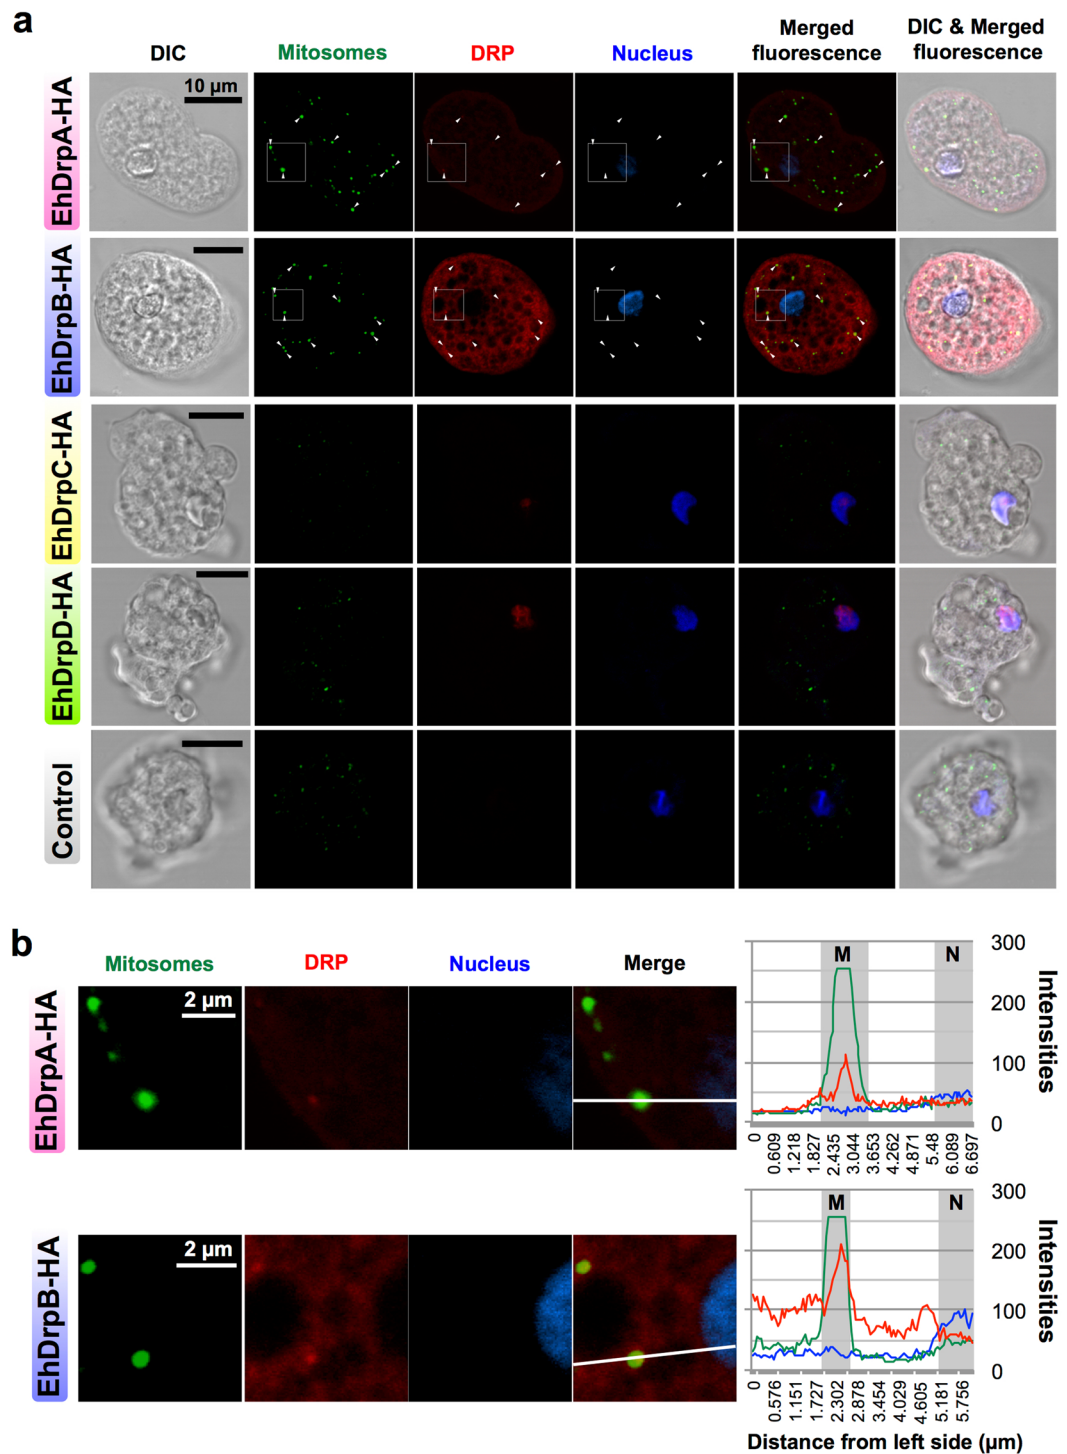 a
DIC
Mitosomes
DRP
Nucleus
Merged
fluorescence
DIC & Merged
fluorescence
EhDrpA-HA
10 µm
EhDrpB-HA
EhDrpC-HA
EhDrpD-HA
Control
b
Mitosomes
DRP
Nucleus
Merge
EhDrpA-HA
2 µm
M
N
300
200
100
0
Intensities
0
0.609
1.218
1.827
2.435
3.044
3.653
4.262
4.871
5.48
6.089
6.697
EhDrpB-HA
2 µm
M
N
300
200
100
0
Intensities
0
0.576
1.151
1.727
2.302
2.878
3.454
4.029
4.605
5.181
5.756
Distance from left side (µm)